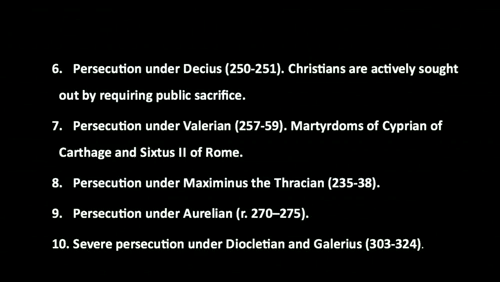 6. Persecution under Decius (250-251). Christians are actively sought
out by requiring public sacrifice.
7. Persecution under Valerian (257-59). Martyrdoms of Cyprian of
Carthage and Sixtus II of Rome.
8. Persecution under Maximinus the Thracian (235-38).
9. Persecution under Aurelian (r. 270–275).
10. Severe persecution under Diocletian and Galerius (303-324).